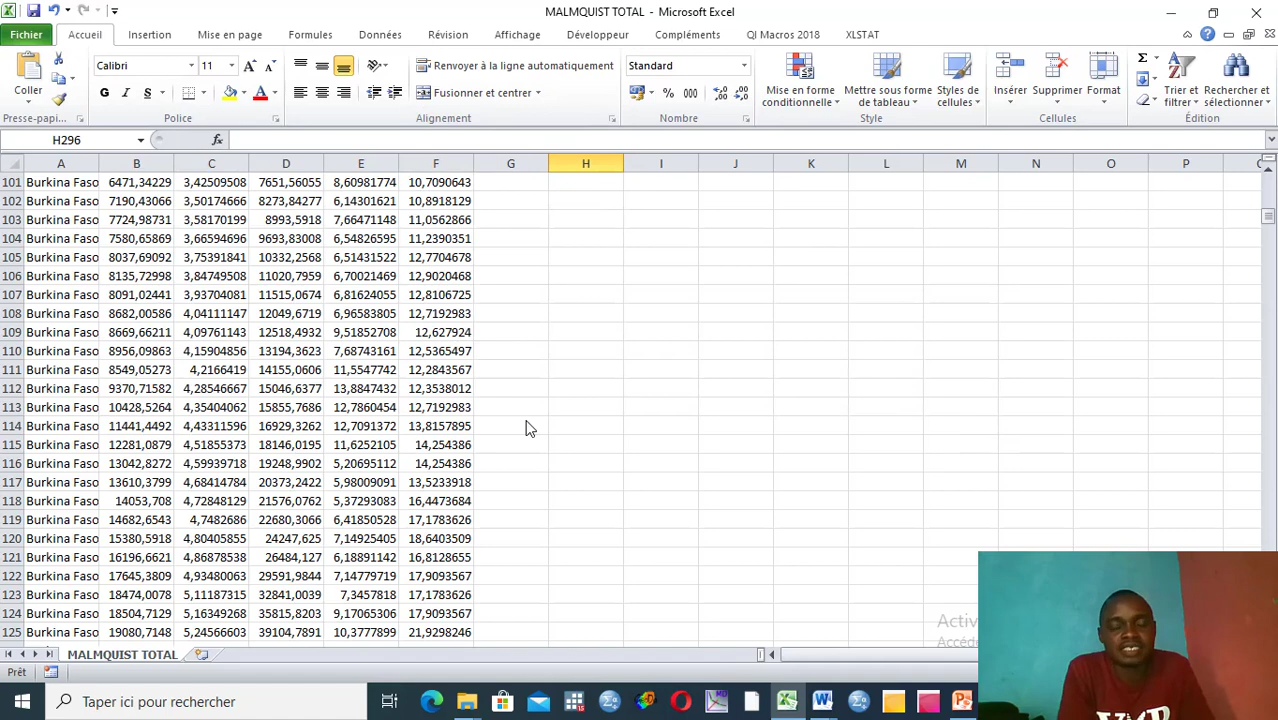 MALMQUIST TOTAL - Microsoft Excel
Fichier Accueil Insertion Mise en page Formules Données Révision Affichage Développeur Compléments QI Macros 2018 XLSTAT
Calibri 11 Renvoyer à la ligne automatiquement Standard
Coller G I S A Fusionner et centrer % 000 Mise en forme conditionnelle Mettre sous forme de tableau Styles de cellules Insérer Supprimer Format Trier et filtrer Rechercher et sélectionner
Presse-papi... Police Alignement Nombre Style Cellules Édition
H296 fx
A B C D E F G H I J K L M N O P
101 Burkina Faso 6471,34229 3,42509508 7651,56055 8,60981774 10,7090643
102 Burkina Faso 7190,43066 3,50174666 8273,84277 6,14301621 10,8918129
103 Burkina Faso 7724,98731 3,58170199 8993,5918 7,66471148 11,0562866
104 Burkina Faso 7580,65869 3,66594696 9693,83008 6,54826595 11,2390351
105 Burkina Faso 8037,69092 3,75391841 10332,2568 6,51431522 12,7704678
106 Burkina Faso 8135,72998 3,84749508 11020,7959 6,70021469 12,9020468
107 Burkina Faso 8091,02441 3,93704081 11515,0674 6,81624055 12,8106725
108 Burkina Faso 8682,00586 4,04111147 12049,6719 6,96583805 12,7192983
109 Burkina Faso 8669,66211 4,09761143 12518,4932 9,51852708 12,627924
110 Burkina Faso 8956,09863 4,15904856 13194,3623 7,68743161 12,5365497
111 Burkina Faso 8549,05273 4,2166419 14155,0606 11,5547742 12,2843567
112 Burkina Faso 9370,71582 4,28546667 15046,6377 13,8847432 12,3538012
113 Burkina Faso 10428,5264 4,35404062 15855,7686 12,7860454 12,7192983
114 Burkina Faso 11441,4492 4,43311596 16929,3262 12,7091372 13,8157895
115 Burkina Faso 12281,0879 4,51855373 18146,0195 11,6252105 14,254386
116 Burkina Faso 13042,8272 4,59939718 19248,9902 5,20695112 14,254386
117 Burkina Faso 13610,3799 4,68414784 20373,2422 5,98009091 13,5233918
118 Burkina Faso 14053,708 4,72848129 21576,0762 5,37293083 16,4473684
119 Burkina Faso 14682,6543 4,7482686 22680,3066 6,41850528 17,1783626
120 Burkina Faso 15380,5918 4,80405855 24247,625 7,14925405 18,6403509
121 Burkina Faso 16196,6621 4,86878538 26484,127 6,18891142 16,8128655
122 Burkina Faso 17645,3809 4,93480063 29591,9844 7,14779719 17,9093567
123 Burkina Faso 18474,0078 5,11187315 32841,0039 7,3457818 17,1783626
124 Burkina Faso 18504,7129 5,16349268 35815,8203 9,17065306 17,9093567
125 Burkina Faso 19080,7148 5,24566603 39104,7891 10,3777899 21,9298246
Activ
Accéde
MALMQUIST TOTAL
Prêt
Taper ici pour rechercher